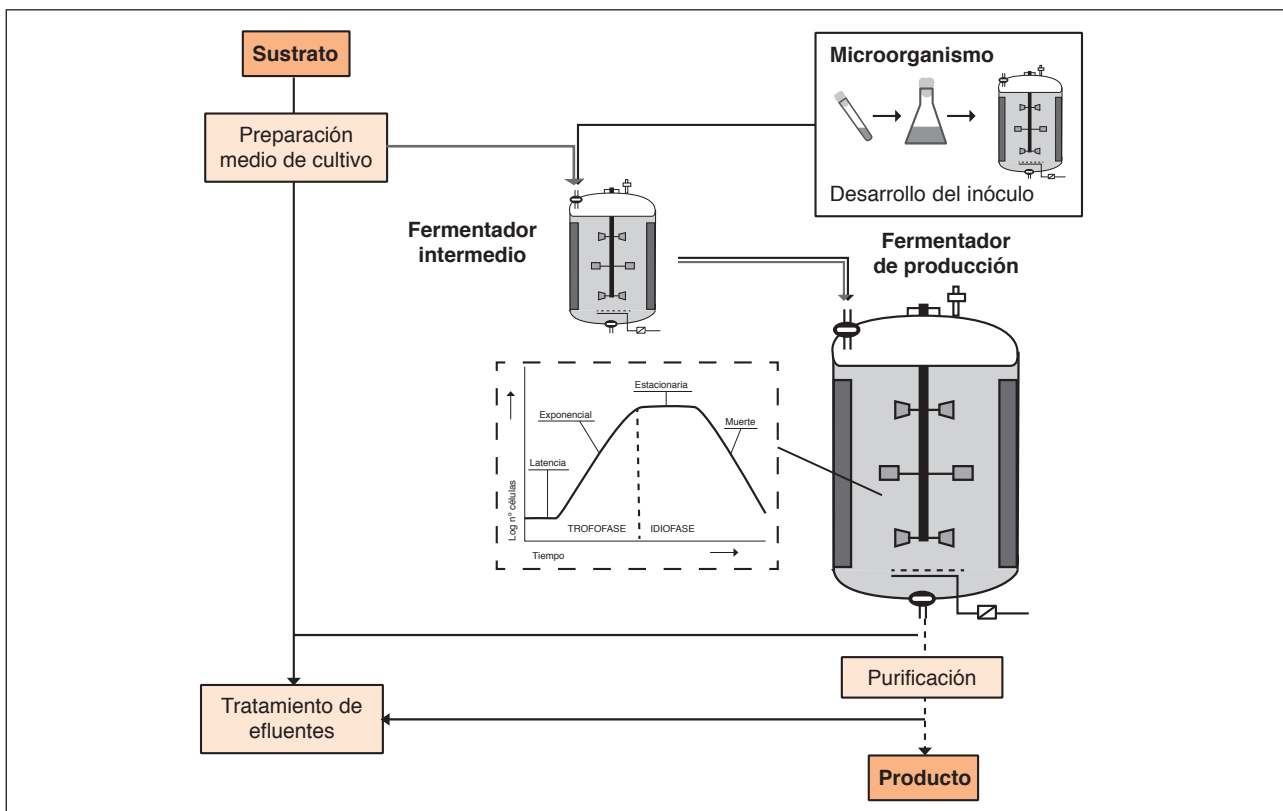 Sustrato
Preparación
medio de cultivo
Microorganismo
Desarrollo del inóculo
Fermentador
intermedio
Fermentador
de producción
Estacionaria
Exponencial
Muerte
Latencia
Log nº células
TROFOFASE
IDIOFASE
Tiempo
Purificación
Tratamiento de
efluentes
Producto